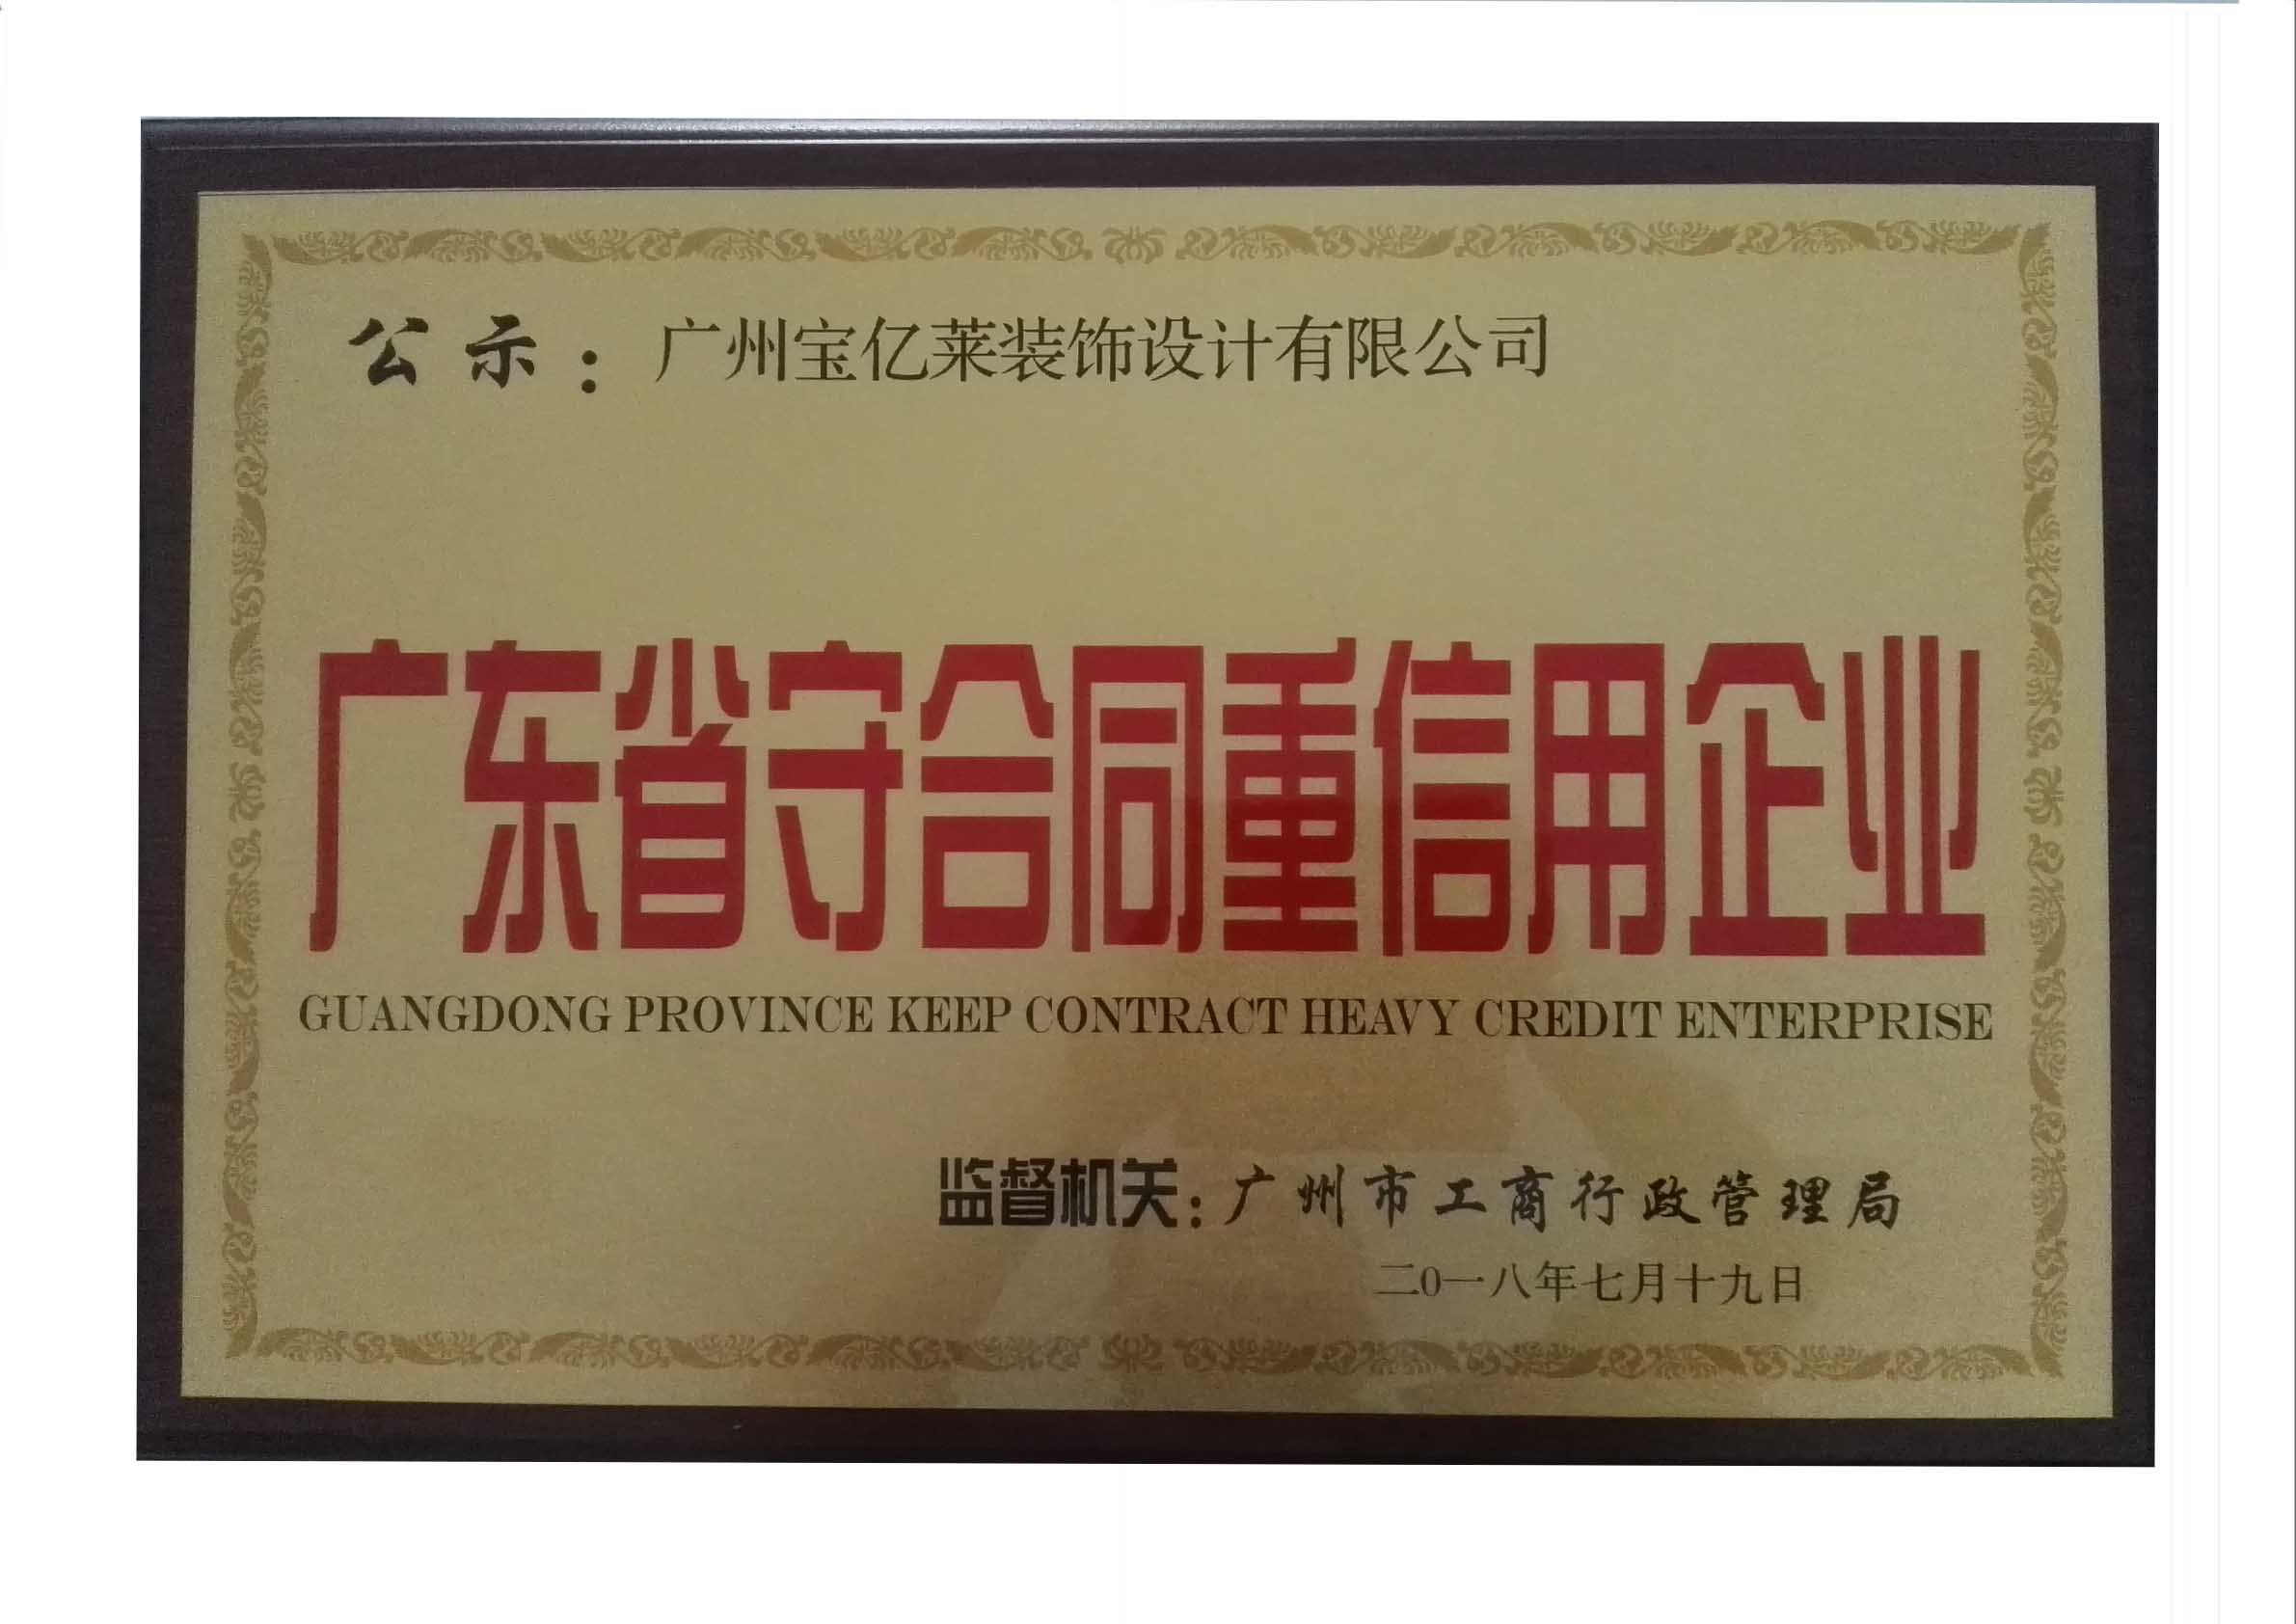 公示：广州宝亿莱装饰设计有限公司
广东省守合同重信用企业
GUANGDONG PROVINCE KEEP CONTRACT HEAVY CREDIT ENTERPRISE
监督机关：广州市工商行政管理局
二0一八年七月十九日